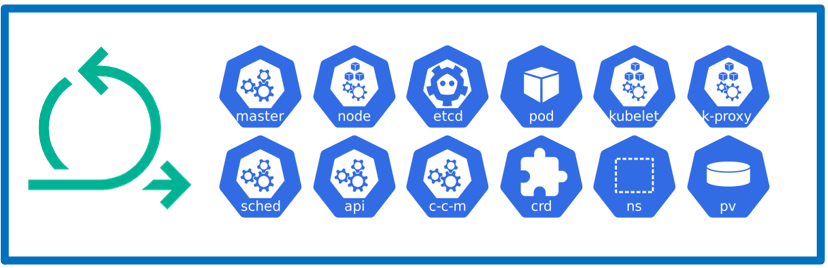 master node etcd pod kubelet k-proxy
sched api c-c-m crd ns pv